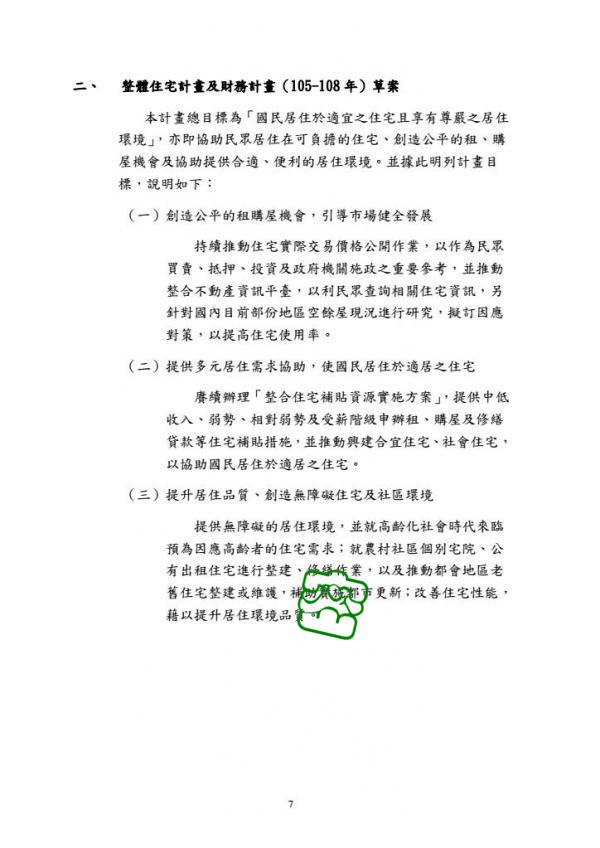 二、 整體住宅計畫及財務計畫（105-108 年）草案
本計畫總目標為「國民居住於適宜之住宅且享有尊嚴之居住
環境」，亦即協助民眾居住在可負擔的住宅、創造公平的租、購
屋機會及協助提供合適、便利的居住環境。並據此明列計畫目
標，說明如下：
（一）創造公平的租購屋機會，引導市場健全發展
持續推動住宅實際交易價格公開作業，以作為民眾
買賣、抵押、投資及政府機關施政之重要參考，並推動
整合不動產資訊平臺，以利民眾查詢相關住宅資訊，另
針對國內目前部份地區空餘屋現況進行研究，擬訂因應
對策，以提高住宅使用率。
（二）提供多元居住需求協助，使國民居住於適居之住宅
賡續辦理「整合住宅補貼資源實施方案」，提供中低
收入、弱勢、相對弱勢及受薪階級申辦租、購屋及修繕
貸款等住宅補貼措施，並推動興建合宜住宅、社會住宅，
以協助國民居住於適居之住宅。
（三）提升居住品質、創造無障礙住宅及社區環境
提供無障礙的居住環境，並就高齡化社會時代來臨
預為因應高齡者的住宅需求；就農村社區個別宅院、公
有出租住宅進行整建、修繕作業，以及推動都會地區老
舊住宅整建或維護，補助實施都市更新；改善住宅性能，
藉以提升居住環境品質。
7